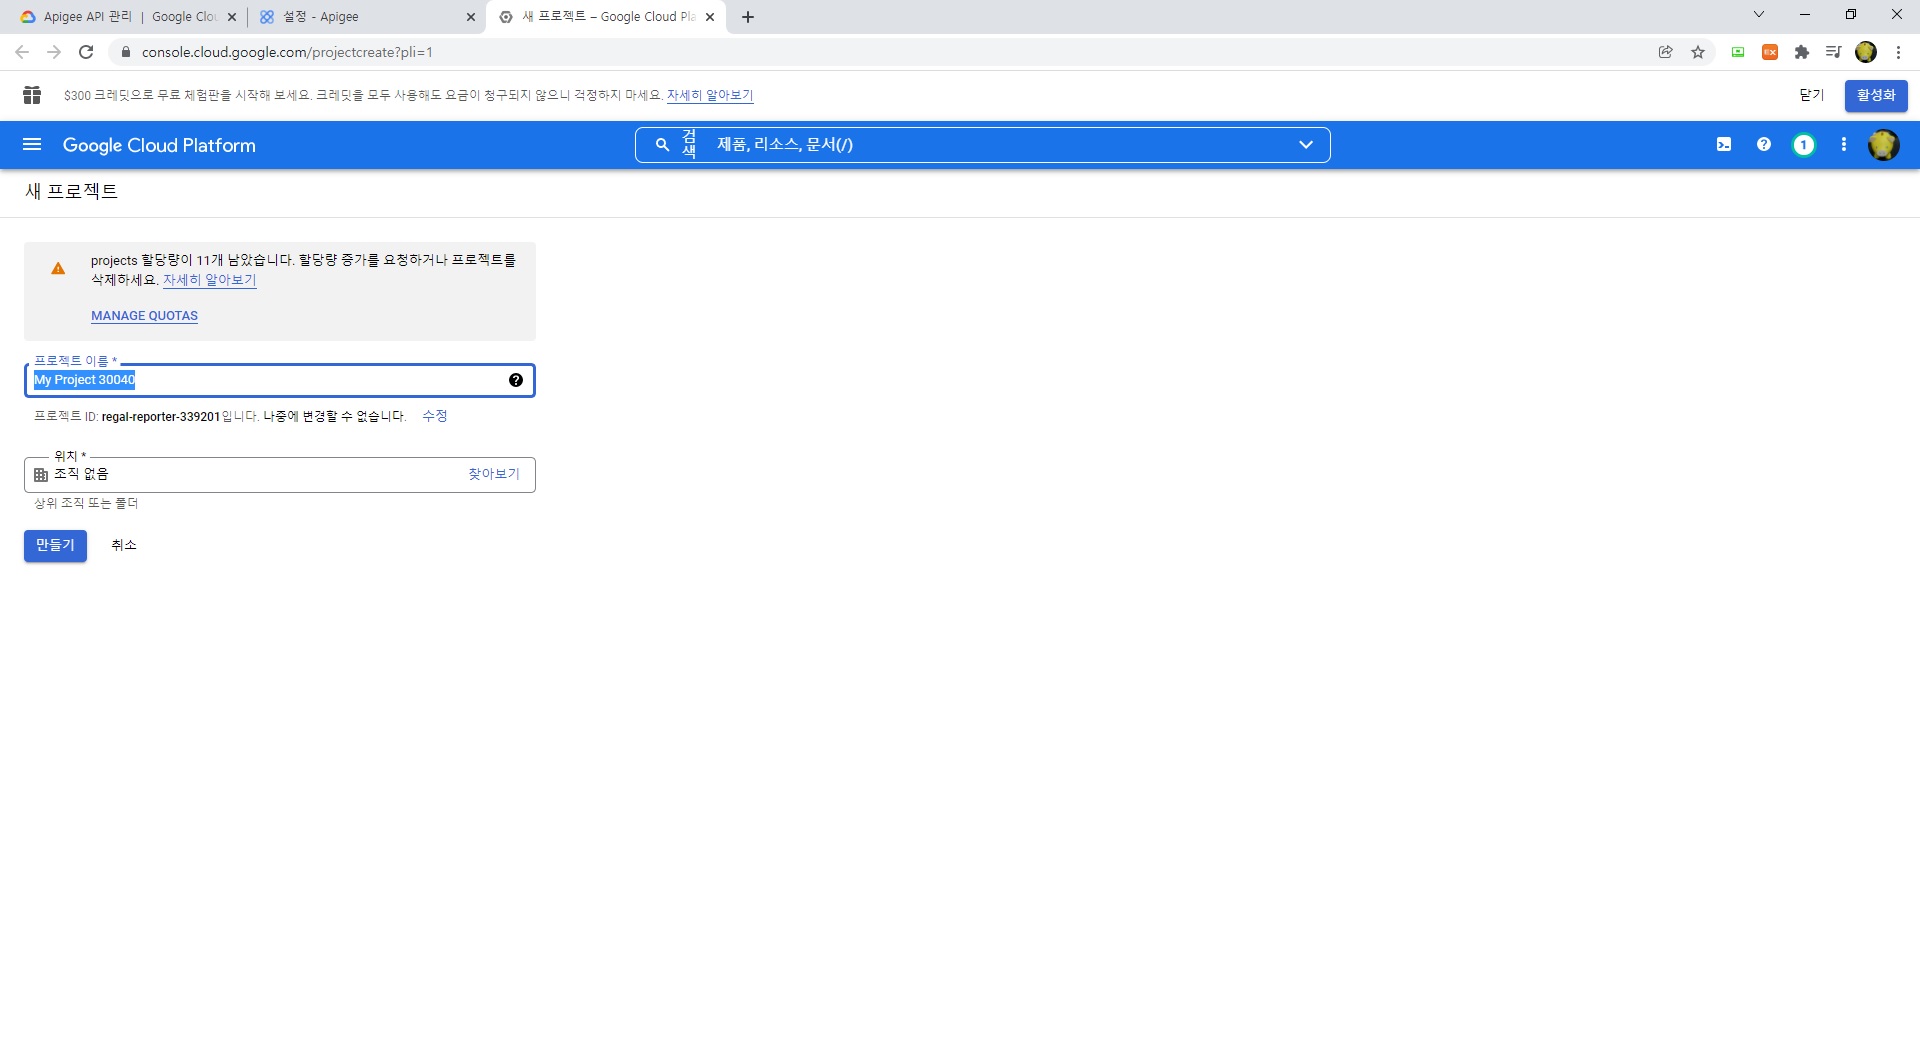 Apigee API 관리 | Google Clou
설정 - Apigee
새 프로젝트 – Google Cloud Pla
console.cloud.google.com/projectcreate?pli=1
$300 크레딧으로 무료 체험판을 시작해 보세요. 크레딧을 모두 사용해도 요금이 청구되지 않으니 걱정하지 마세요. 자세히 알아보기
닫기
활성화
Google Cloud Platform
검색
제품, 리소스, 문서(/)
1
새 프로젝트
projects 할당량이 11개 남았습니다. 할당량 증가를 요청하거나 프로젝트를
삭제하세요. 자세히 알아보기
MANAGE QUOTAS
프로젝트 이름 *
My Project 30040
프로젝트 ID: regal-reporter-339201입니다. 나중에 변경할 수 없습니다. 수정
위치 *
조직 없음
찾아보기
상위 조직 또는 폴더
만들기
취소